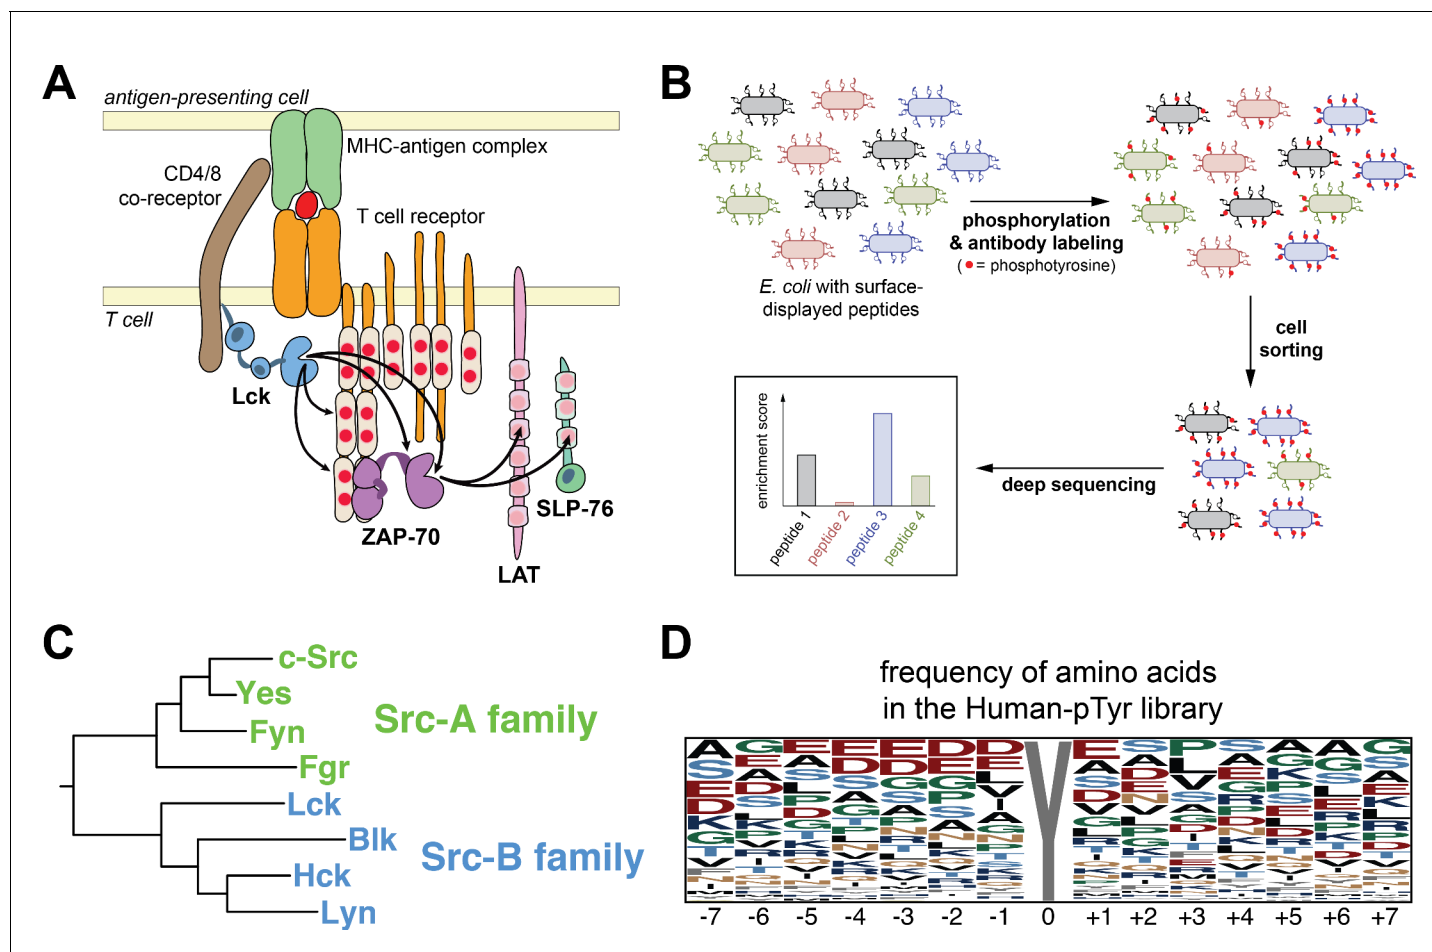 A
antigen-presenting cell
MHC-antigen complex
CD4/8
co-receptor
T cell receptor
T cell
Lck
ZAP-70
SLP-76
LAT
B
E. coli with surface-
displayed peptides
phosphorylation
& antibody labeling
(● = phosphotyrosine)
cell
sorting
deep sequencing
enrichment score
peptide 1
peptide 2
peptide 3
peptide 4
C
c-Src
Yes
Fyn
Fgr
Src-A family
Lck
Blk
Hck
Lyn
Src-B family
D
frequency of amino acids
in the Human-pTyr library
A G E E E D D Y E S P S A A G
-7 -6 -5 -4 -3 -2 -1 0 +1 +2 +3 +4 +5 +6 +7